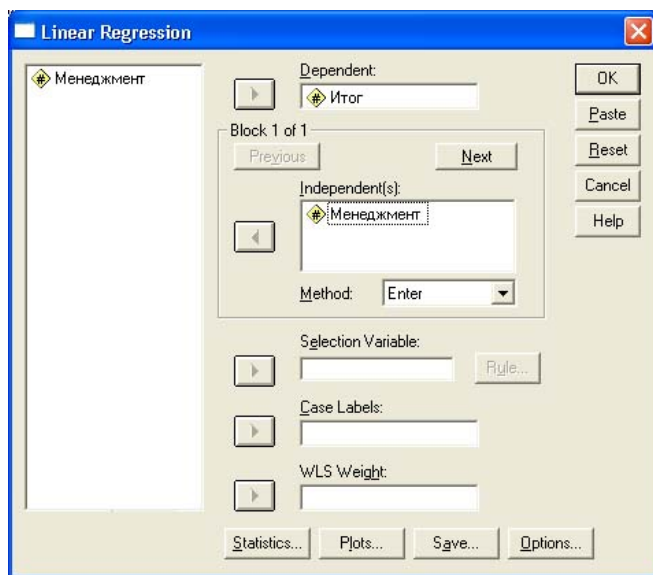 Linear Regression
Менеджмент
Dependent:
Итог
OK
Paste
Block 1 of 1
Previous
Next
Reset
Independent(s):
Cancel
Менеджмент
Help
Method:
Enter
Selection Variable:
Rule...
Case Labels:
WLS Weight:
Statistics...
Plots...
Save...
Options...